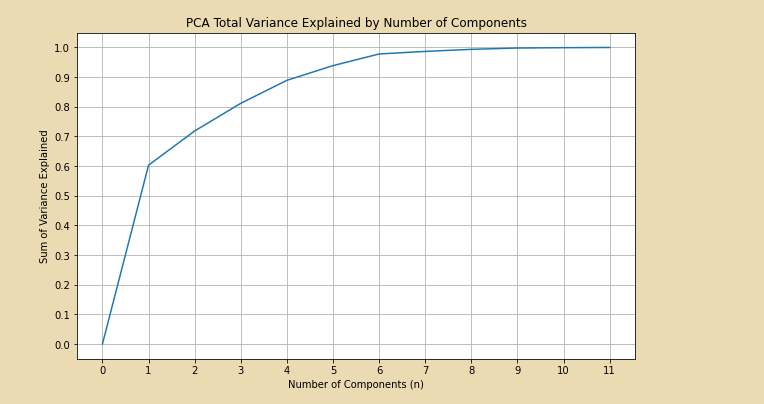 PCA Total Variance Explained by Number of Components
1.0
0.9
0.8
0.7
0.6
0.5
0.4
0.3
0.2
0.1
0.0
Sum of Variance Explained
0 1 2 3 4 5 6 7 8 9 10 11
Number of Components (n)